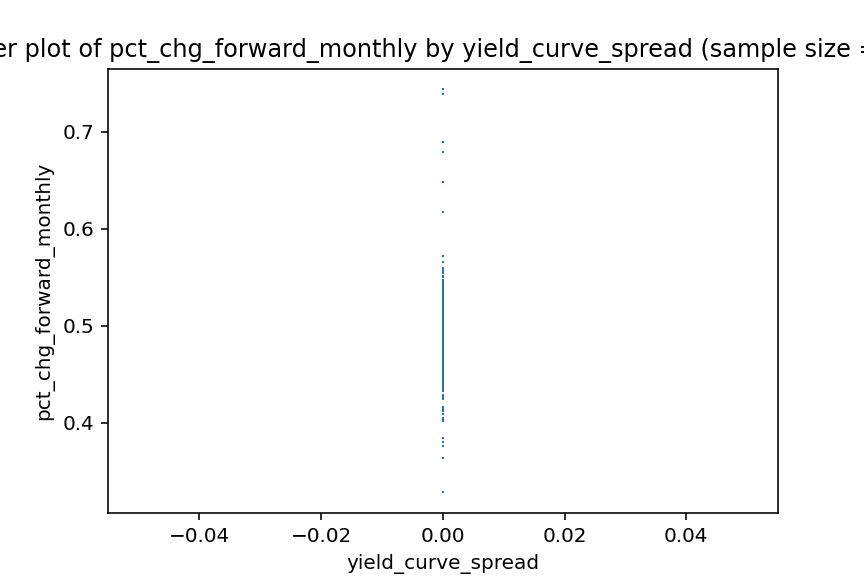 er plot of pct_chg_forward_monthly by yield_curve_spread (sample size =
0.7
0.6
0.5
0.4
pct_chg_forward_monthly
−0.04 −0.02 0.00 0.02 0.04
yield_curve_spread